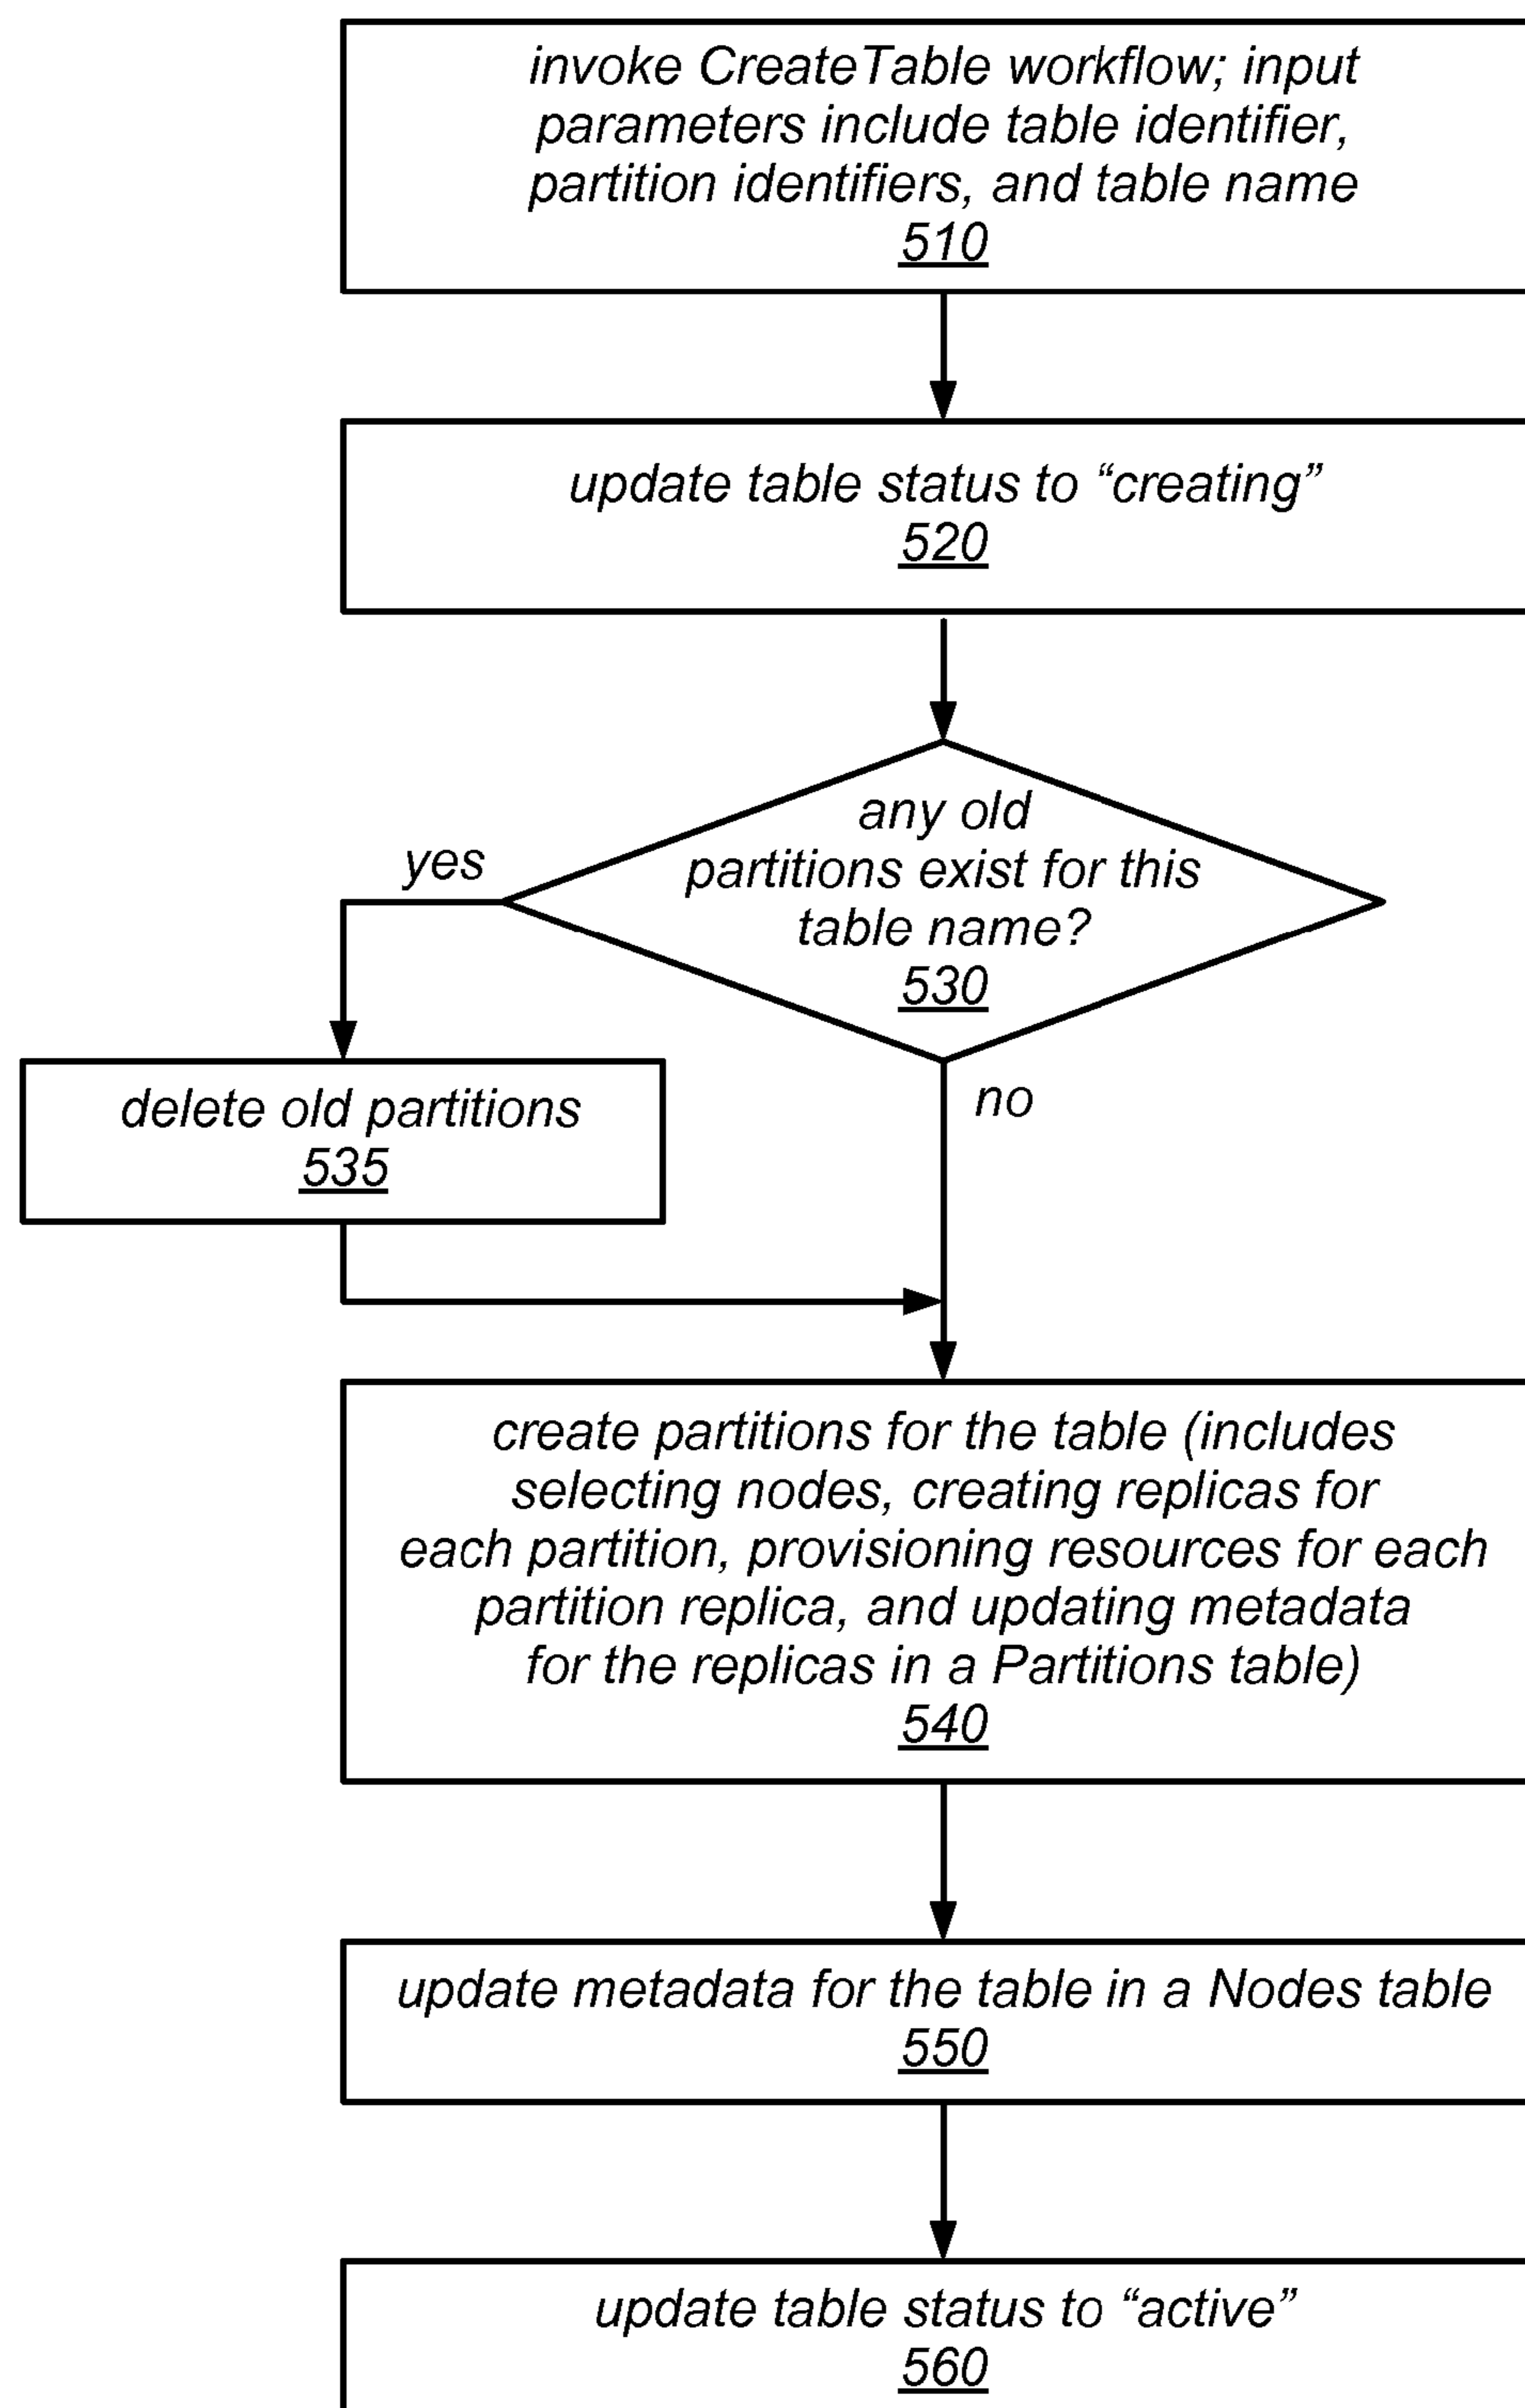 invoke CreateTable workflow; input
parameters include table identifier,
partition identifiers, and table name
510
update table status to “creating”
520
any old
partitions exist for this
table name?
530
yes
no
delete old partitions
535
create partitions for the table (includes
selecting nodes, creating replicas for
each partition, provisioning resources for each
partition replica, and updating metadata
for the replicas in a Partitions table)
540
update metadata for the table in a Nodes table
550
update table status to “active”
560